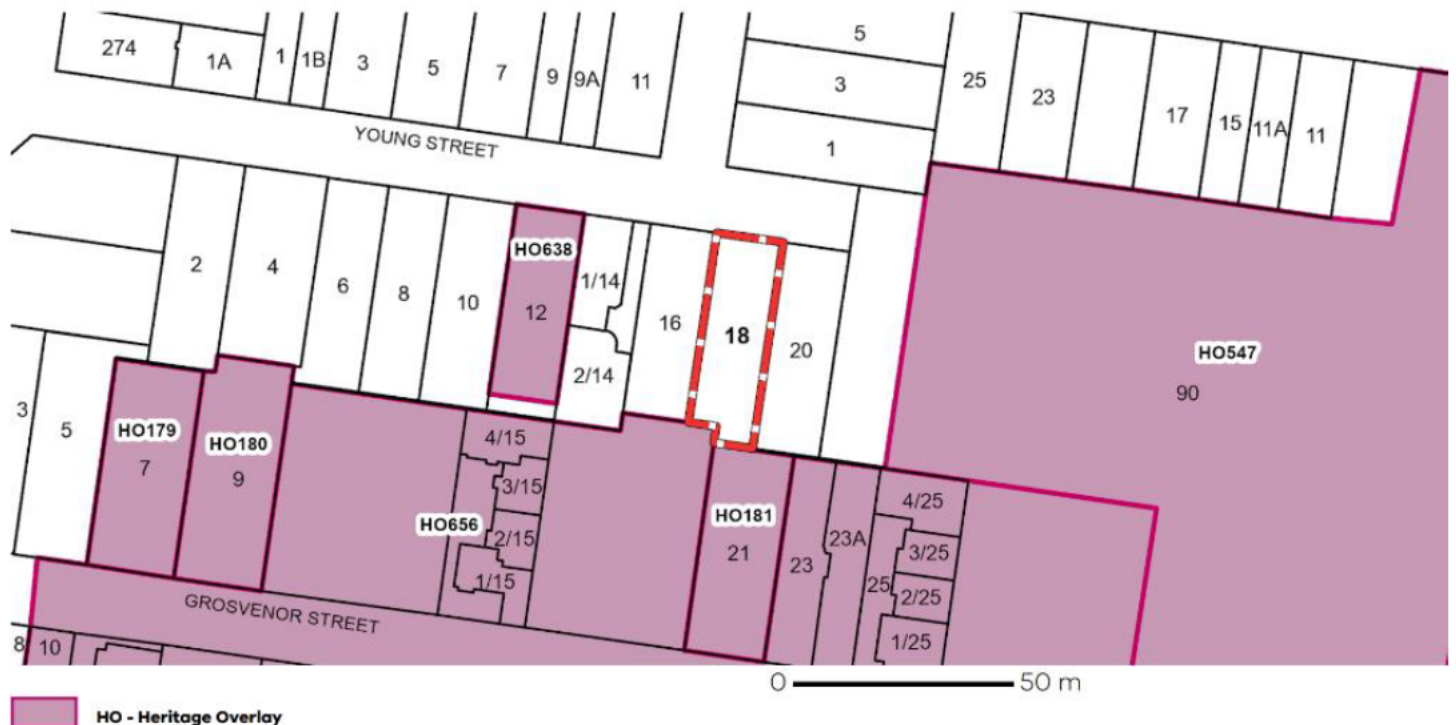 274
1A
1
1B
3
5
7
9
9A
11
5
3
1
25
23
17
15
11A
11
YOUNG STREET
2
4
6
8
10
HO638
12
1/14
2/14
16
18
20
HO547
90
3
5
HO179
7
HO180
9
4/15
3/15
HO656
2/15
1/15
HO181
21
23
23A
25
4/25
3/25
2/25
1/25
GROSVENOR STREET
8
10
0 50 m
HO - Heritage Overlay